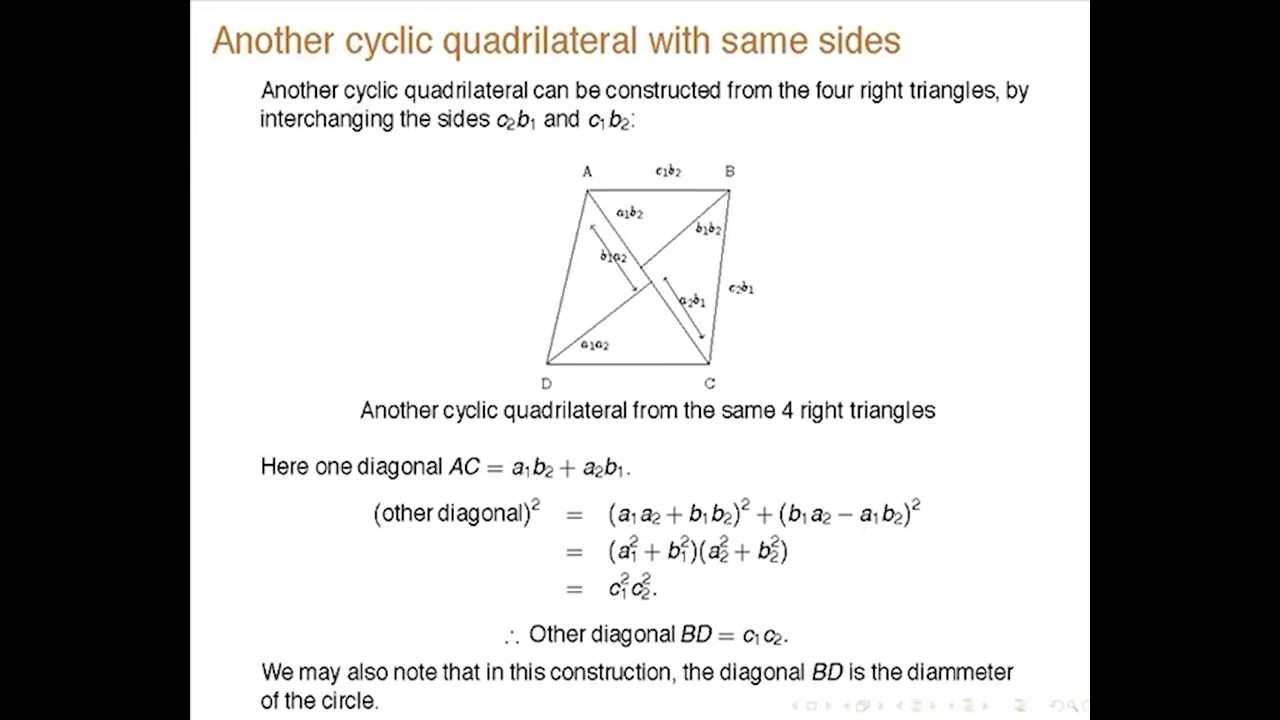 Another cyclic quadrilateral with same sides
Another cyclic quadrilateral can be constructed from the four right triangles, by
interchanging the sides c₂b₁ and c₁b₂:
A c₁b₂ B
a₁b₂
b₁b₂
b₁a₂
c₂b₁
a₂b₁
a₁a₂
D C
Another cyclic quadrilateral from the same 4 right triangles
Here one diagonal AC = a₁b₂ + a₂b₁.
(other diagonal)² = (a₁a₂ + b₁b₂)² + (b₁a₂ − a₁b₂)²
= (a₁² + b₁²)(a₂² + b₂²)
= c₁²c₂².
∴ Other diagonal BD = c₁c₂.
We may also note that in this construction, the diagonal BD is the diammeter
of the circle.